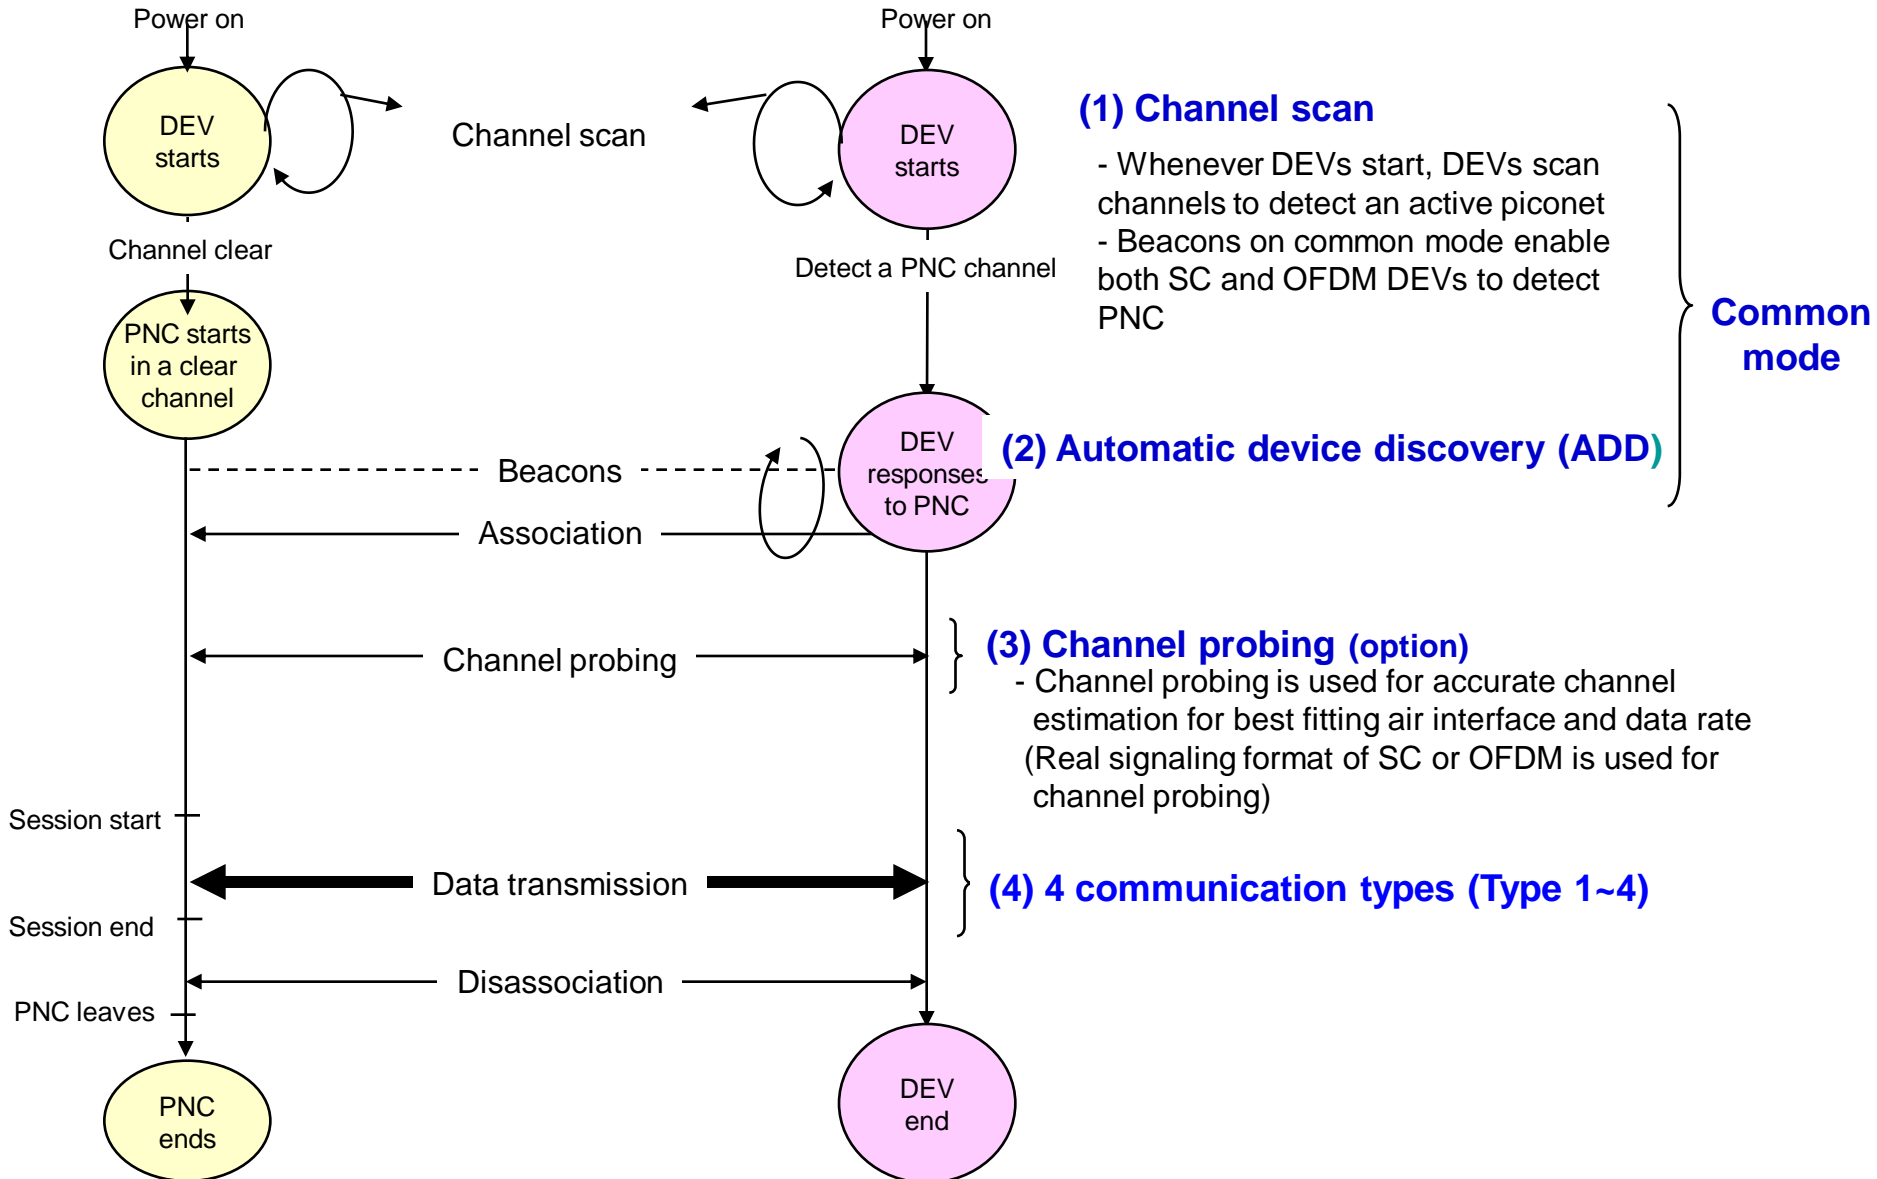 Power on
Power on
DEV
starts
Channel scan
DEV
starts
(1) Channel scan
- Whenever DEVs start, DEVs scan
channels to detect an active piconet
- Beacons on common mode enable
both SC and OFDM DEVs to detect
PNC
Common
mode
Channel clear
Detect a PNC channel
PNC starts
in a clear
channel
DEV
responses
to PNC
(2) Automatic device discovery (ADD)
Beacons
Association
Channel probing
(3) Channel probing (option)
- Channel probing is used for accurate channel
estimation for best fitting air interface and data rate
(Real signaling format of SC or OFDM is used for
channel probing)
Session start
Data transmission
(4) 4 communication types (Type 1~4)
Session end
Disassociation
PNC leaves
PNC
ends
DEV
end